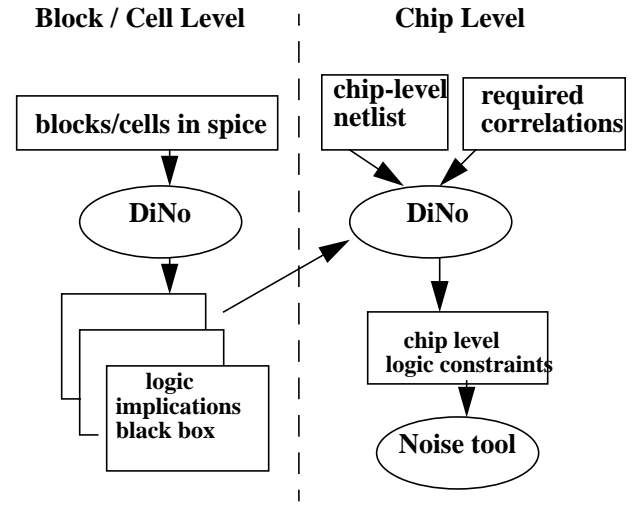 Block / Cell Level
Chip Level
blocks/cells in spice
chip-level
netlist
required
correlations
DiNo
DiNo
logic
implications
black box
chip level
logic constraints
Noise tool